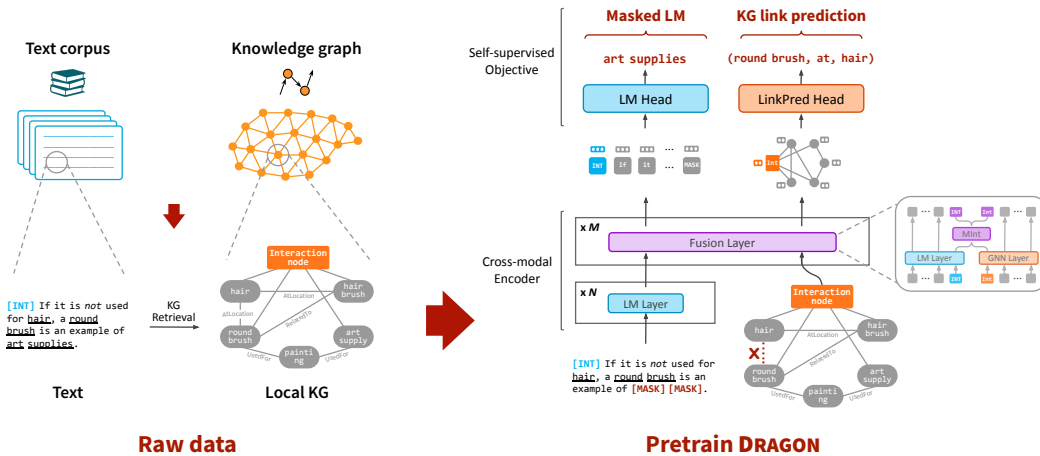 Text corpus
Knowledge graph
[INT] If it is not used
for hair, a round
brush is an example of
art supplies.
KG
Retrieval
Interaction
node
hair
hair
brush
AtLocation
AtLocation
RelatedTo
round
brush
art
supply
UsedFor
painti
ng
UsedFor
Text
Local KG
Raw data
Masked LM
KG link prediction
Self-supervised
Objective
art supplies
(round brush, at, hair)
LM Head
LinkPred Head
INT
If
it
...
MASK
Int
Cross-modal
Encoder
x M
Fusion Layer
x N
LM Layer
[INT] If it is not used for
hair, a round brush is an
example of [MASK] [MASK].
Interaction
node
hair
hair
brush
AtLocation
X
RelatedTo
round
brush
art
supply
UsedFor
painti
ng
UsedFor
... INT Int ...
MInt
LM Layer
GNN Layer
... INT Int ...
Pretrain DRAGON